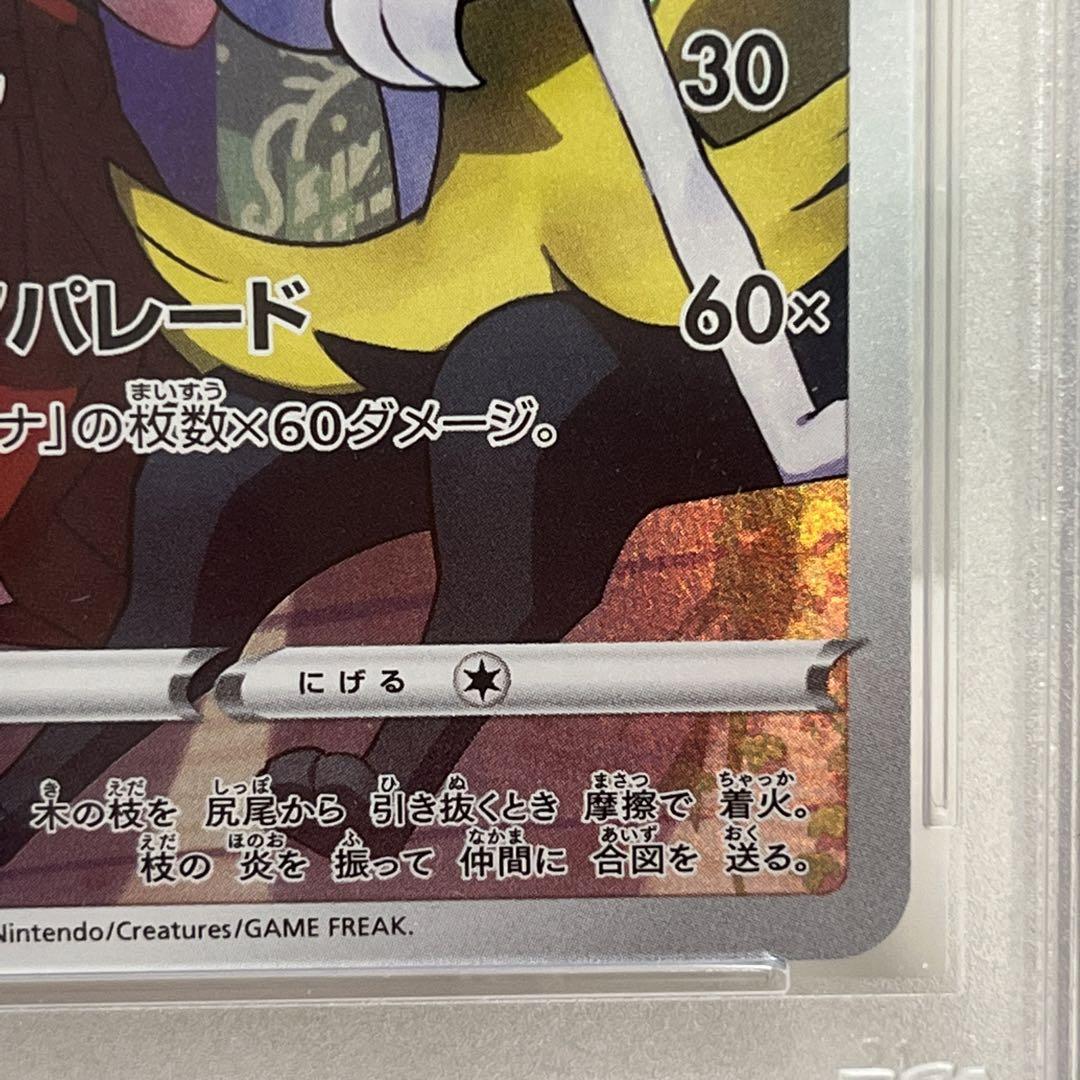 30
パレード 60×
まいすう
ナ」の枚数×60ダメージ。
にげる
き えだ しっぽ ひ ぬ まさつ ちゃっか
木の枝を 尻尾から 引き抜くとき 摩擦で 着火。
えだ ほのお ふ なかま あいず おく
枝の 炎を 振って 仲間に 合図を 送る。
Nintendo/Creatures/GAME FREAK.